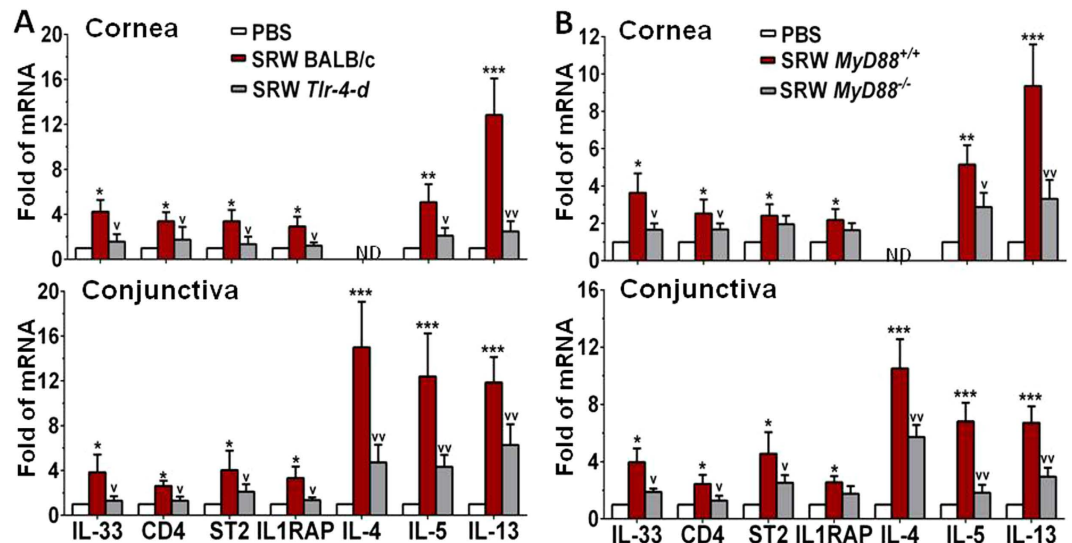 A Cornea
PBS
SRW BALB/c
SRW Tlr-4-d
Fold of mRNA
20
16
12
8
4
0
* v * v * v * v ND ** v *** vv
Conjunctiva
Fold of mRNA
20
16
12
8
4
0
* v * v * v * v *** vv *** v *** vv
IL-33 CD4 ST2 IL1RAP IL-4 IL-5 IL-13
B Cornea
PBS
SRW MyD88+/+
SRW MyD88-/-
Fold of mRNA
12
10
8
6
4
2
0
* v * v * * ND ** v *** vv
Conjunctiva
Fold of mRNA
16
12
8
4
0
* v * v * v * *** vv *** vv *** vv
IL-33 CD4 ST2 IL1RAP IL-4 IL-5 IL-13